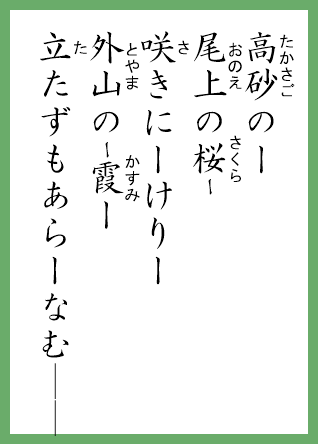 高砂のー
たかさご
尾上の桜ー
おのえ さくら
咲きにーけりー
さ
外山のー霞ー
とやま かすみ
立たずもあらーなむーー
た